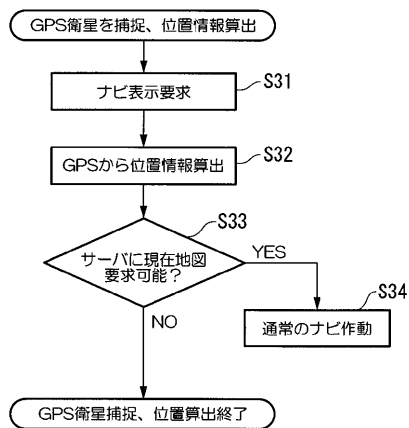 GPS衛星を捕捉、位置情報算出
ナビ表示要求
S31
GPSから位置情報算出
S32
S33
サーバに現在地図
要求可能？
YES
S34
通常のナビ作動
NO
GPS衛星捕捉、位置算出終了